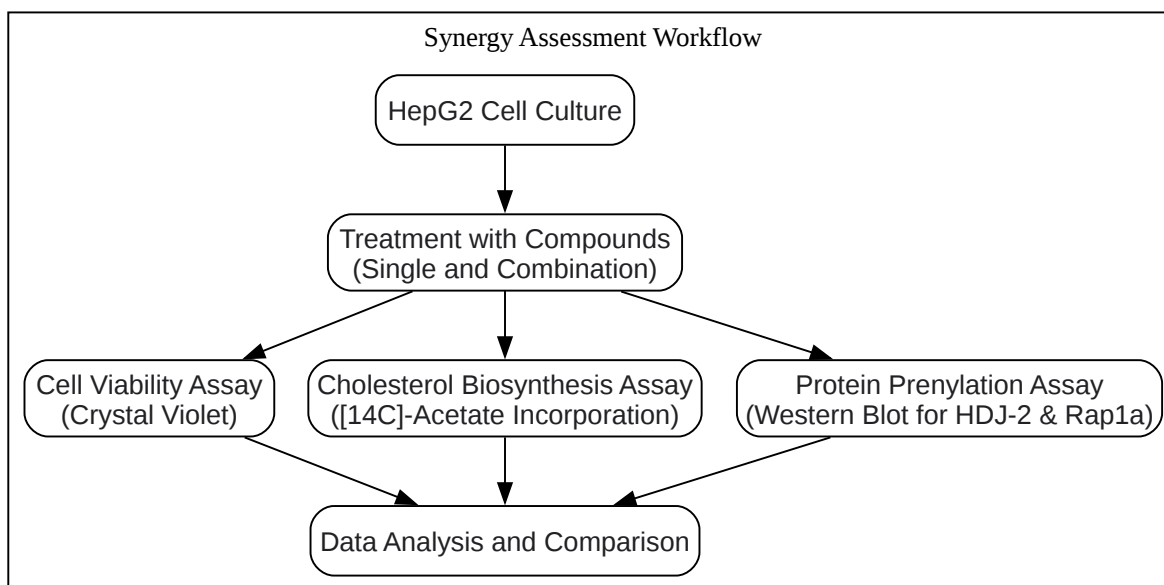 Synergy Assessment Workflow
HepG2 Cell Culture
Treatment with Compounds
(Single and Combination)
Cell Viability Assay
(Crystal Violet)
Cholesterol Biosynthesis Assay
([14C]-Acetate Incorporation)
Protein Prenylation Assay
(Western Blot for HDJ-2 & Rap1a)
Data Analysis and Comparison